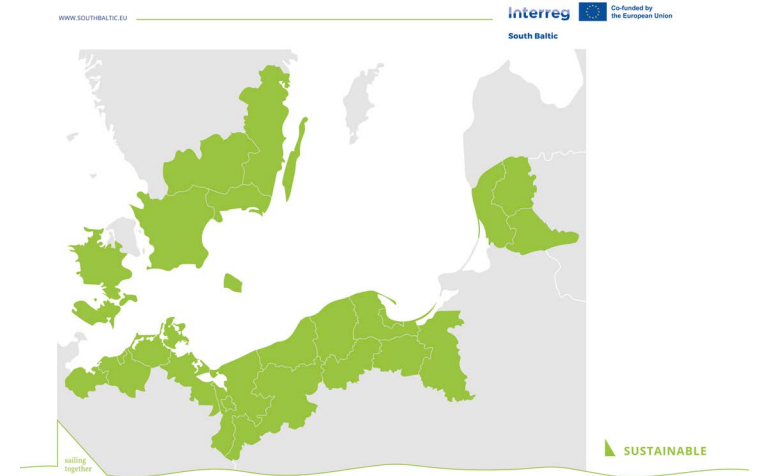 WWW.SOUTHBALTIC.EU
Interreg
Co-funded by
the European Union
South Baltic
SUSTAINABLE
sailing
together